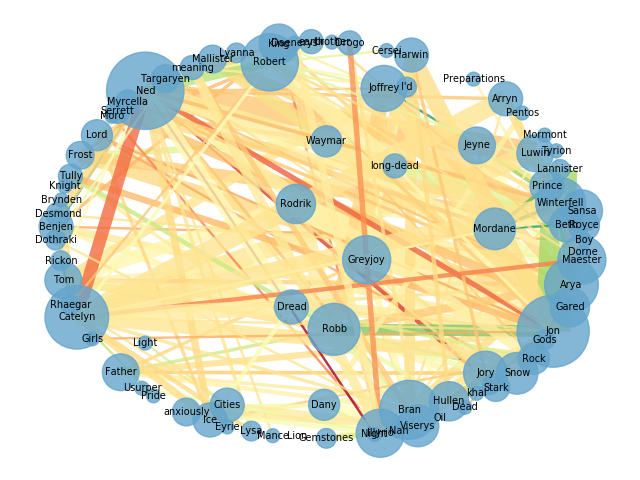 Cersei
Harwin
Drogo
brother
Daenerys
King
Lyanna
Mallister
Robert
meaning
Targaryen
Ned
Joffrey
I'd
Preparations
Arryn
Pentos
Myrcella
Serrett
Moro
Lord
Waymar
Mormont
Jeyne
Tyrion
Luwin
Frost
long-dead
Lannister
Tully
Knight
Prince
Brynden
Rodrik
Winterfell
Desmond
Sansa
Benjen
Mordane
Royce
Dothraki
Boy
Dorne
Rickon
Greyjoy
Maester
Tom
Arya
Rhaegar
Dread
Gared
Catelyn
Robb
Jon
Girls
Light
Gods
Rock
Father
Jory
Snow
Usurper
Stark
Pride
khal
Hullen
Dead
anxiously
Cities
Dany
Bran
Ice
Oil
Eyrie
Viserys
Lysa
Mance
Lion
Gemstones
Night
Nan